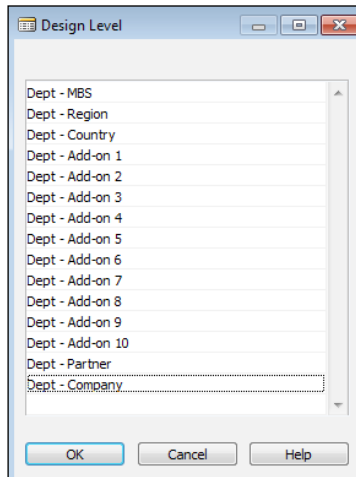 Design Level
Dept - MBS
Dept - Region
Dept - Country
Dept - Add-on 1
Dept - Add-on 2
Dept - Add-on 3
Dept - Add-on 4
Dept - Add-on 5
Dept - Add-on 6
Dept - Add-on 7
Dept - Add-on 8
Dept - Add-on 9
Dept - Add-on 10
Dept - Partner
Dept - Company
OK Cancel Help